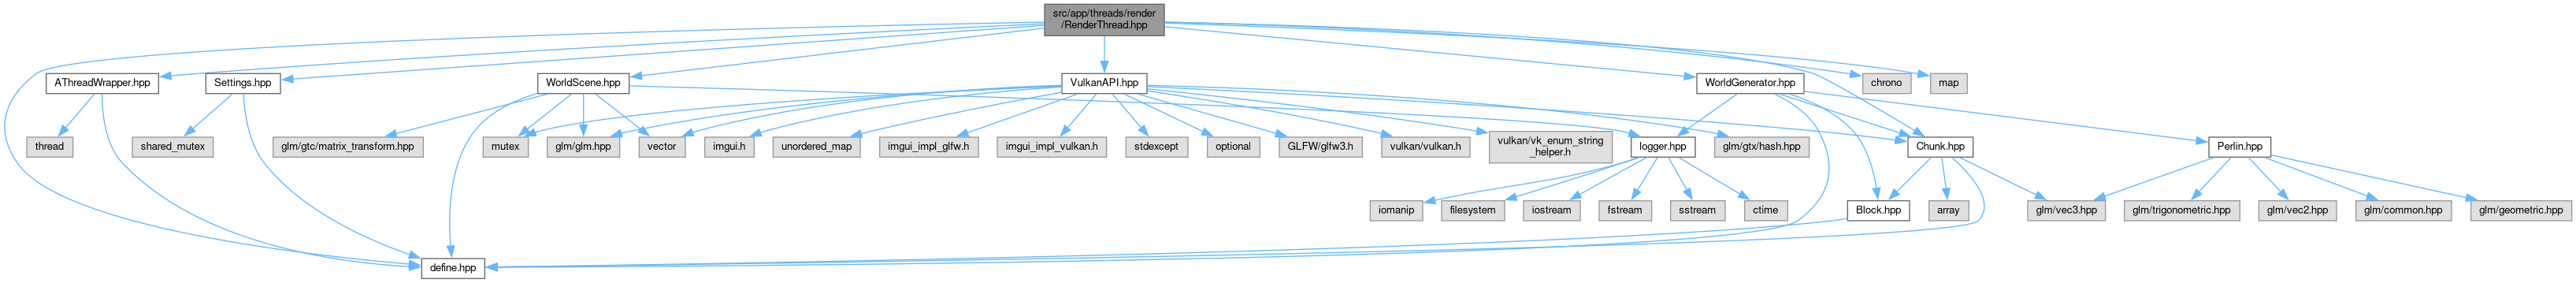 src/app/threads/render
/RenderThread.hpp
AThreadWrapper.hpp
Settings.hpp
WorldScene.hpp
VulkanAPI.hpp
WorldGenerator.hpp
chrono
map
thread
shared_mutex
glm/gtc/matrix_transform.hpp
mutex
glm/glm.hpp
vector
imgui.h
unordered_map
imgui_impl_glfw.h
imgui_impl_vulkan.h
stdexcept
optional
GLFW/glfw3.h
vulkan/vulkan.h
vulkan/vk_enum_string
_helper.h
logger.hpp
glm/gtx/hash.hpp
Chunk.hpp
Perlin.hpp
iomanip
filesystem
iostream
fstream
sstream
ctime
Block.hpp
array
glm/vec3.hpp
glm/trigonometric.hpp
glm/vec2.hpp
glm/common.hpp
glm/geometric.hpp
define.hpp